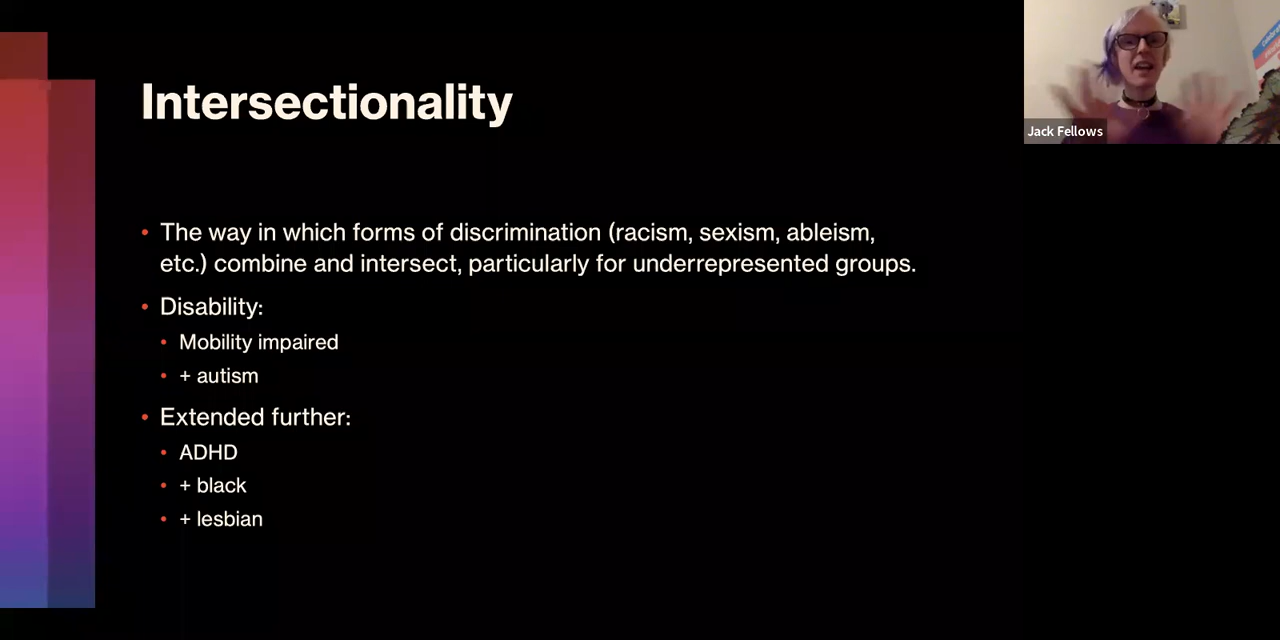 Intersectionality
• The way in which forms of discrimination (racism, sexism, ableism,
etc.) combine and intersect, particularly for underrepresented groups.
• Disability:
• Mobility impaired
• + autism
• Extended further:
• ADHD
• + black
• + lesbian
Jack Fellows